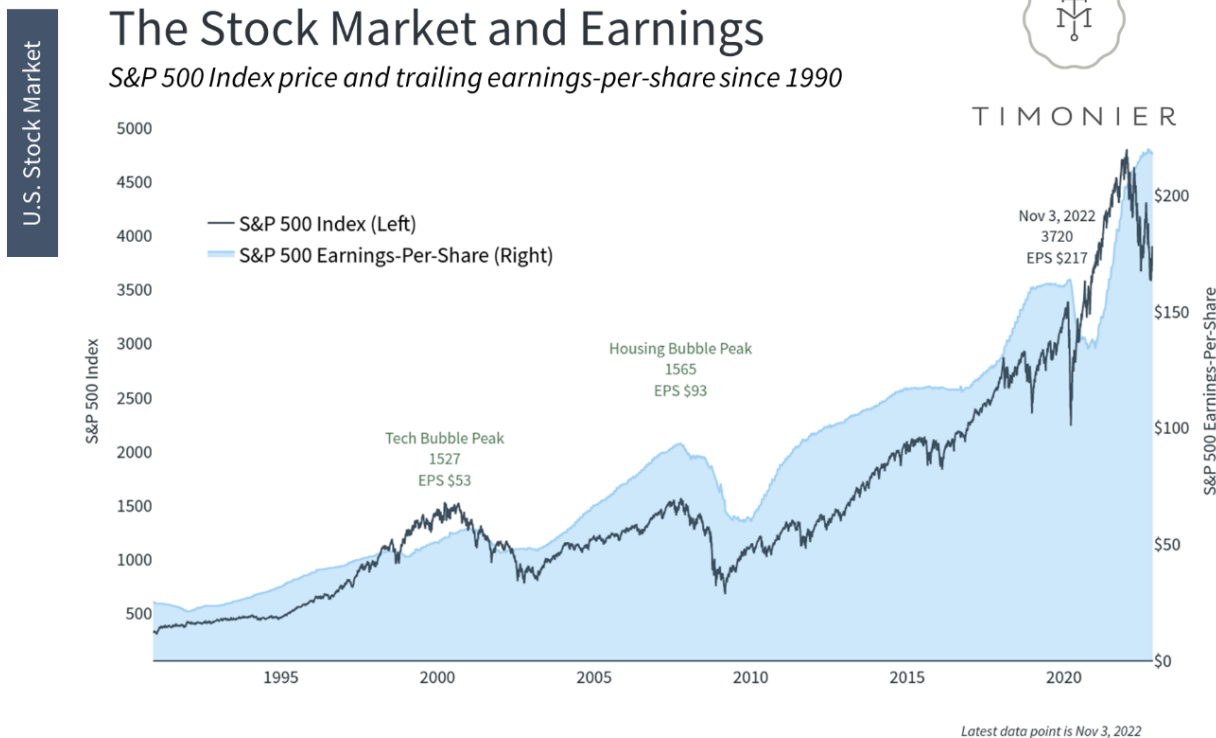 The Stock Market and Earnings
S&P 500 Index price and trailing earnings-per-share since 1990
U.S. Stock Market
TM
TIMONIER
S&P 500 Index
5000
4500
4000
3500
3000
2500
2000
1500
1000
500
S&P 500 Index (Left)
S&P 500 Earnings-Per-Share (Right)
Tech Bubble Peak
1527
EPS $53
Housing Bubble Peak
1565
EPS $93
Nov 3, 2022
3720
EPS $217
$200
$150
$100
$50
$0
S&P 500 Earnings-Per-Share
1995
2000
2005
2010
2015
2020
Latest data point is Nov 3, 2022